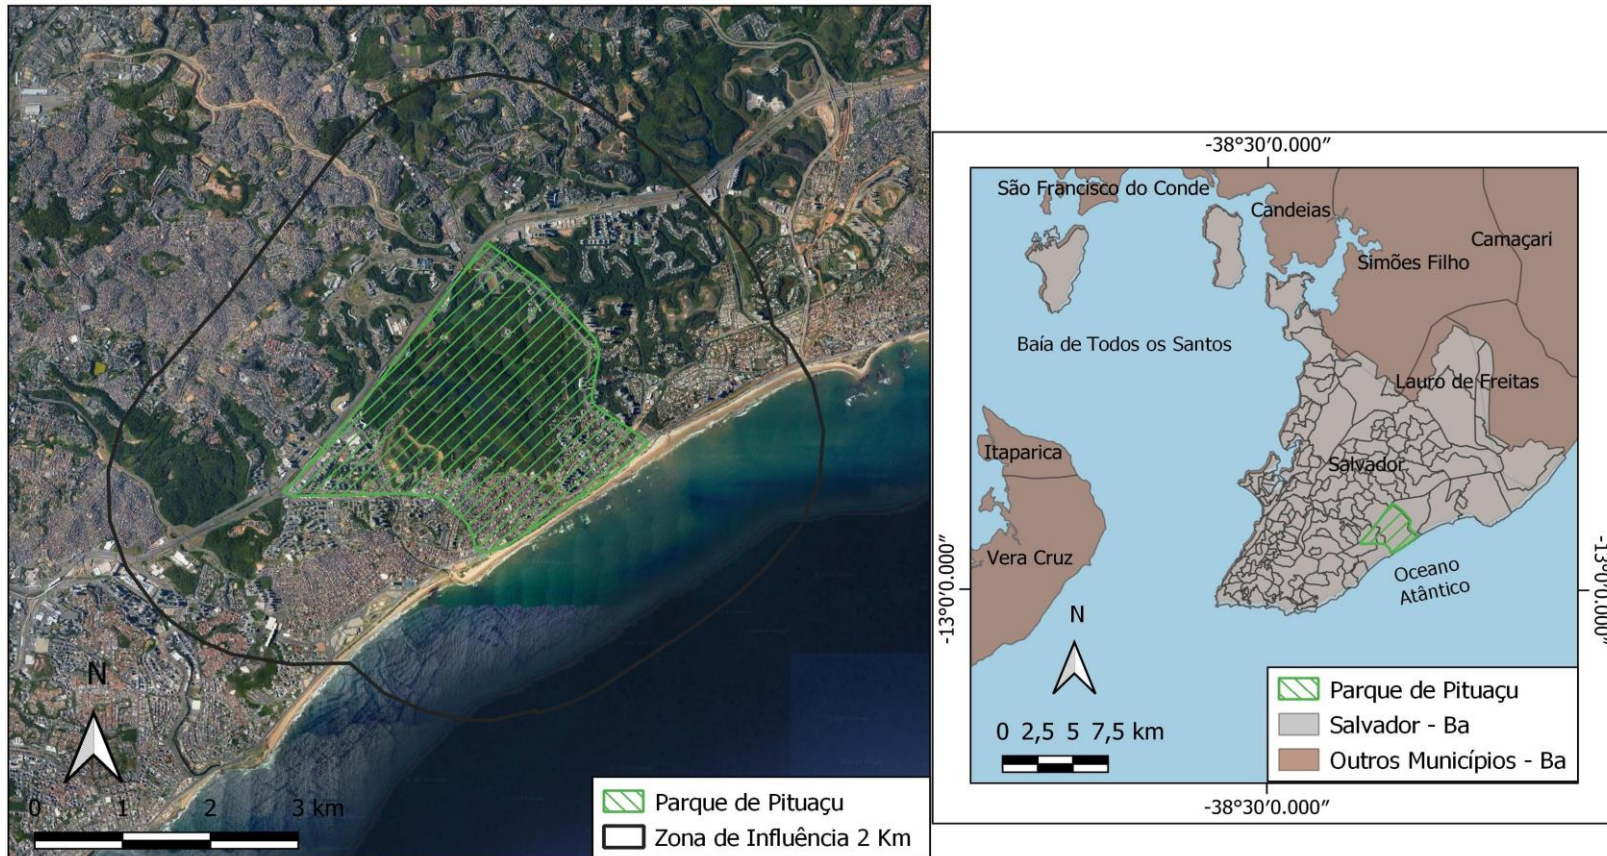 N
0 1 2 3 km
Parque de Pituaçu
Zona de Influência 2 Km
-38°30'0.000"
São Francisco do Conde
Candeias
Camaçari
Simões Filho
Baía de Todos os Santos
Lauro de Freitas
Itaparica
Salvador
Vera Cruz
Oceano
Atântico
-13°0'0.000"
-13°0'0.000"
N
0 2,5 5 7,5 km
Parque de Pituaçu
Salvador - Ba
Outros Municípios - Ba
-38°30'0.000"